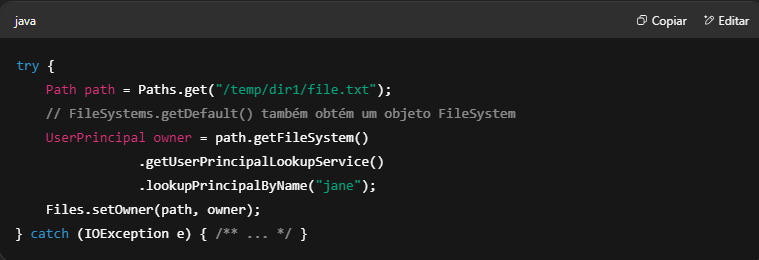 java
Copiar
Editar
try {
    Path path = Paths.get("/temp/dir1/file.txt");
    // FileSystems.getDefault() também obtém um objeto FileSystem
    UserPrincipal owner = path.getFileSystem()
                .getUserPrincipalLookupService()
                .lookupPrincipalByName("jane");
    Files.setOwner(path, owner);
} catch (IOException e) { /** ... */ }